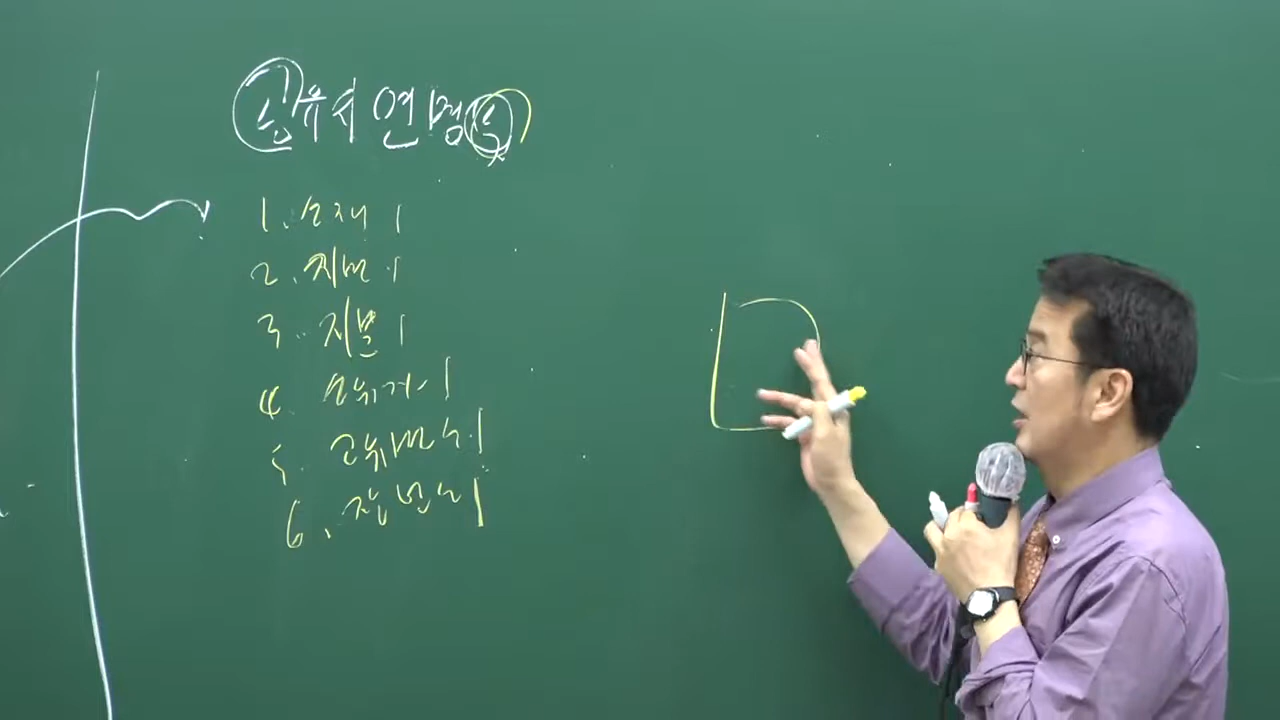 공유지연명부
1. 소재
2. 지번
3. 지분
4. 소유자
5. 고유번호
6. 장번호